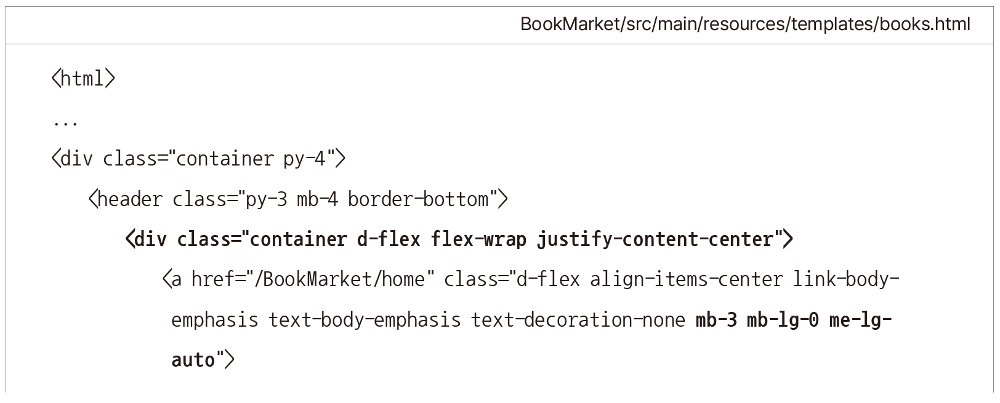 BookMarket/src/main/resources/templates/books.html
<html>
...
<div class="container py-4">
<header class="py-3 mb-4 border-bottom">
<div class="container d-flex flex-wrap justify-content-center">
<a href="/BookMarket/home" class="d-flex align-items-center link-body-
emphasis text-body-emphasis text-decoration-none mb-3 mb-lg-0 me-lg-
auto">